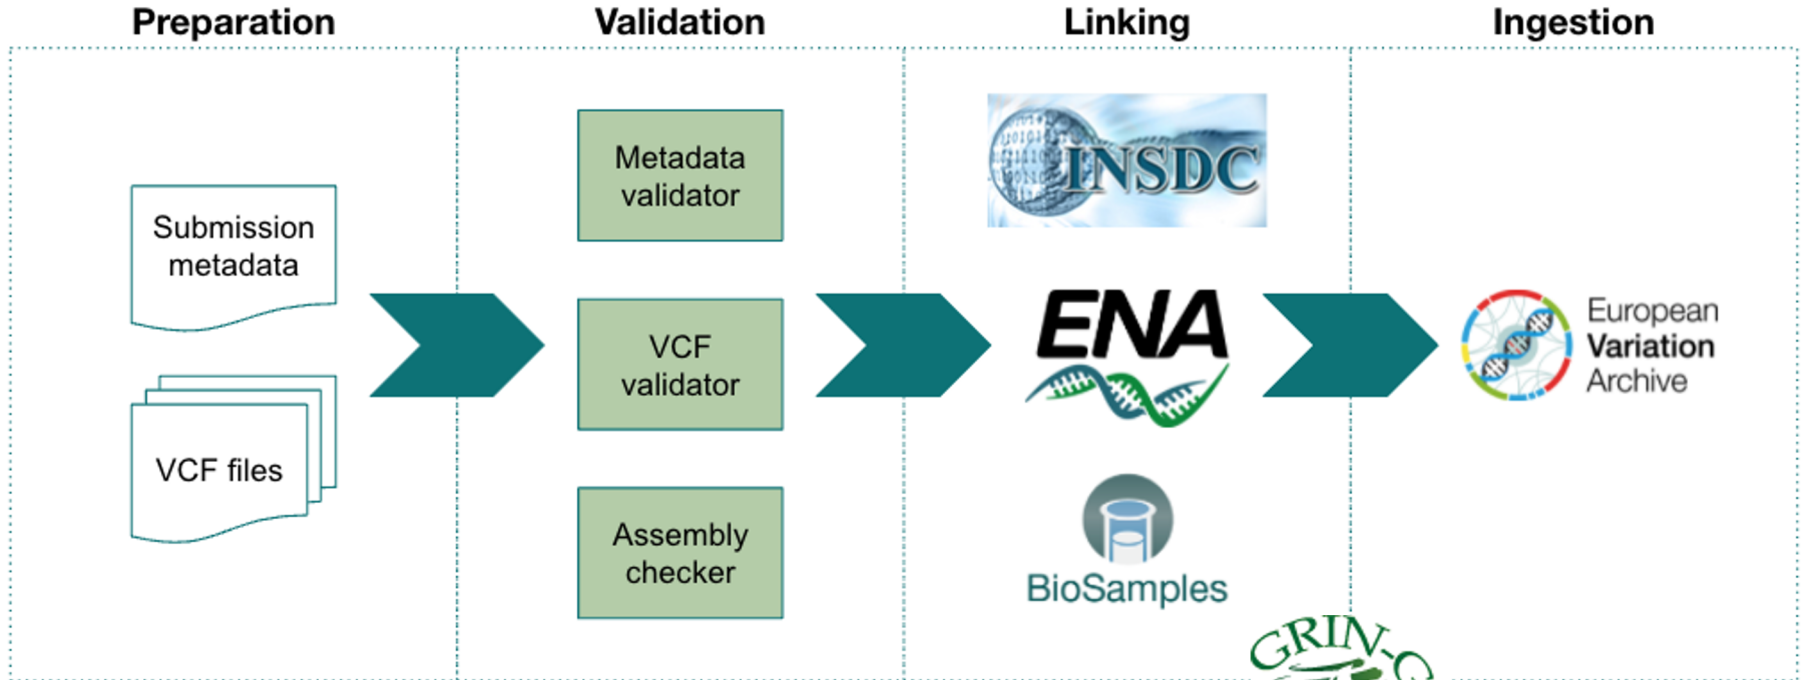 Preparation
Validation
Linking
Ingestion
Submission
metadata
VCF files
Metadata
validator
VCF
validator
Assembly
checker
INSDC
ENA
BioSamples
European
Variation
Archive